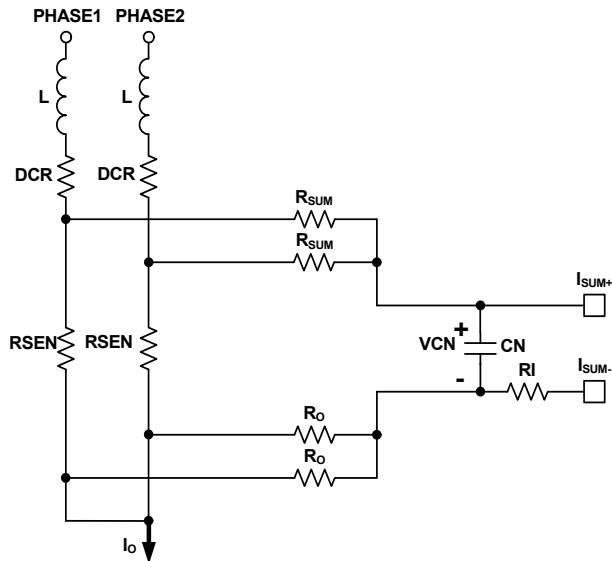 PHASE1 PHASE2
L L
DCR DCR
RSUM
RSUM
ISUM+
RSEN RSEN
+
VCN CN
-
RI
ISUM-
RO
RO
IO